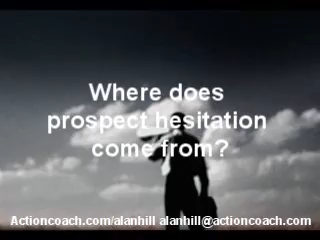 Where does
prospect hesitation
come from?
Actioncoach.com/alanhill alanhill@actioncoach.com